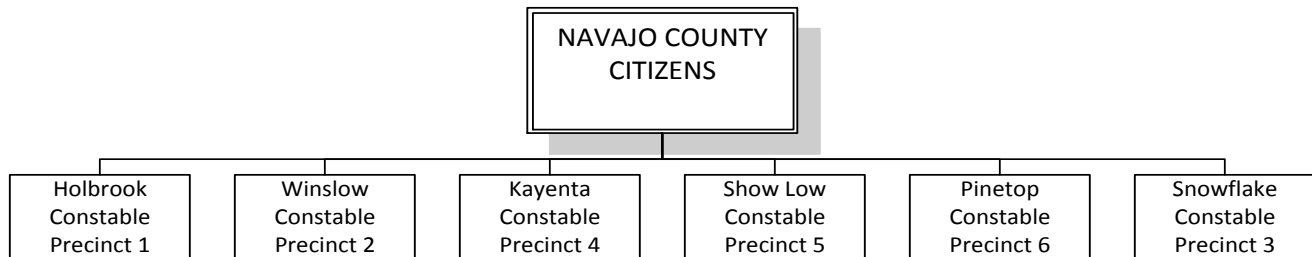 NAVAJO COUNTY
CITIZENS
Holbrook
Constable
Precinct 1
Winslow
Constable
Precinct 2
Kayenta
Constable
Precinct 4
Show Low
Constable
Precinct 5
Pinetop
Constable
Precinct 6
Snowflake
Constable
Precinct 3